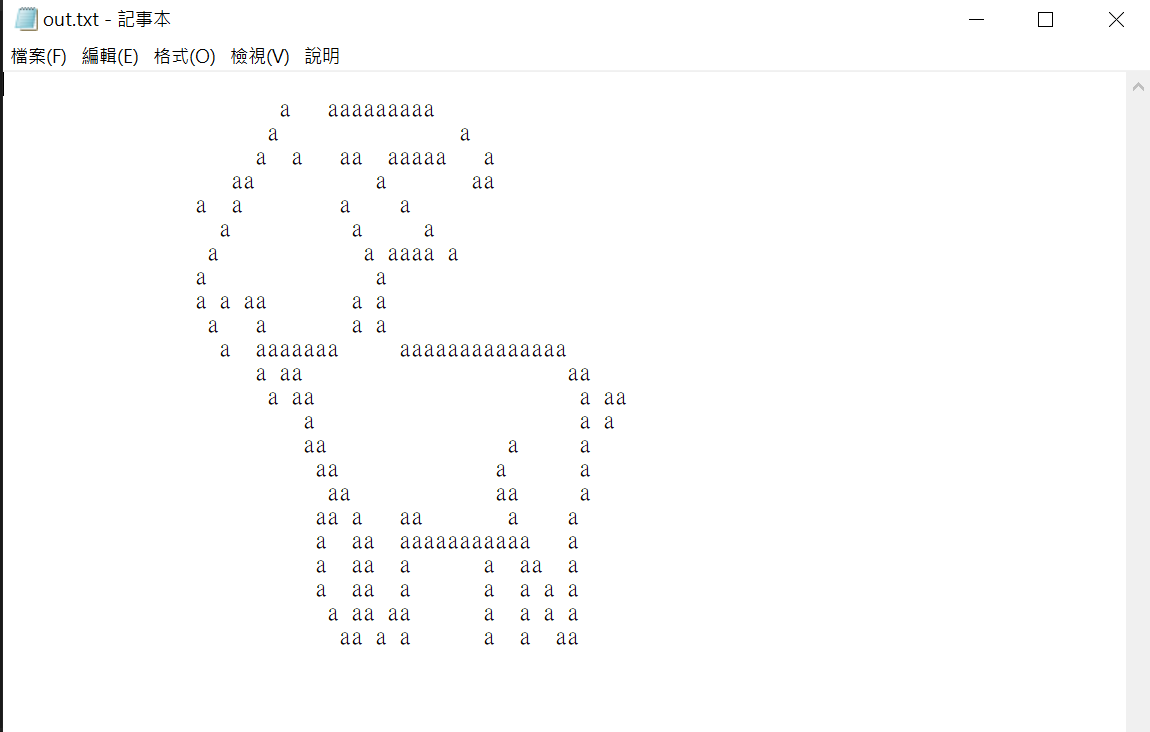 out.txt - 記事本
檔案(F) 編輯(E) 格式(O) 檢視(V) 說明
       a   aaaaaaaaa
      a               a
     a  a   aa  aaaaa   a
   aa          a       aa
a  a        a    a
  a          a     a
 a            a aaaa a
a              a
a a aa       a a
 a   a       a a
  a  aaaaaaa     aaaaaaaaaaaaaa
     a aa                      aa
      a aa                      a aa
         a                      a a
         aa               a     a
          aa             a      a
           aa            aa     a
          aa a   aa       a    a
          a  aa  aaaaaaaaaaa   a
          a  aa  a      a  aa  a
          a  aa  a      a  a a a
           a aa aa      a  a a a
            aa a a      a  a  aa